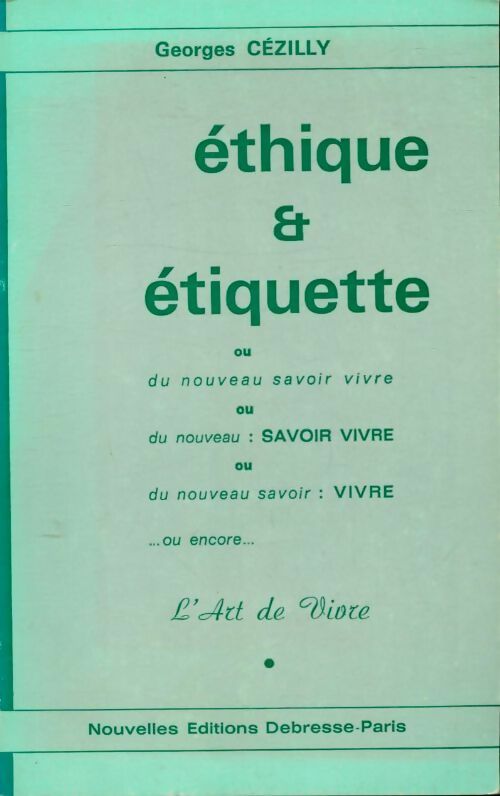 Georges CÉZILLY
éthique
&
étiquette
ou
du nouveau savoir vivre
ou
du nouveau : SAVOIR VIVRE
ou
du nouveau savoir : VIVRE
...ou encore...
L'Art de Vivre
Nouvelles Editions Debresse-Paris